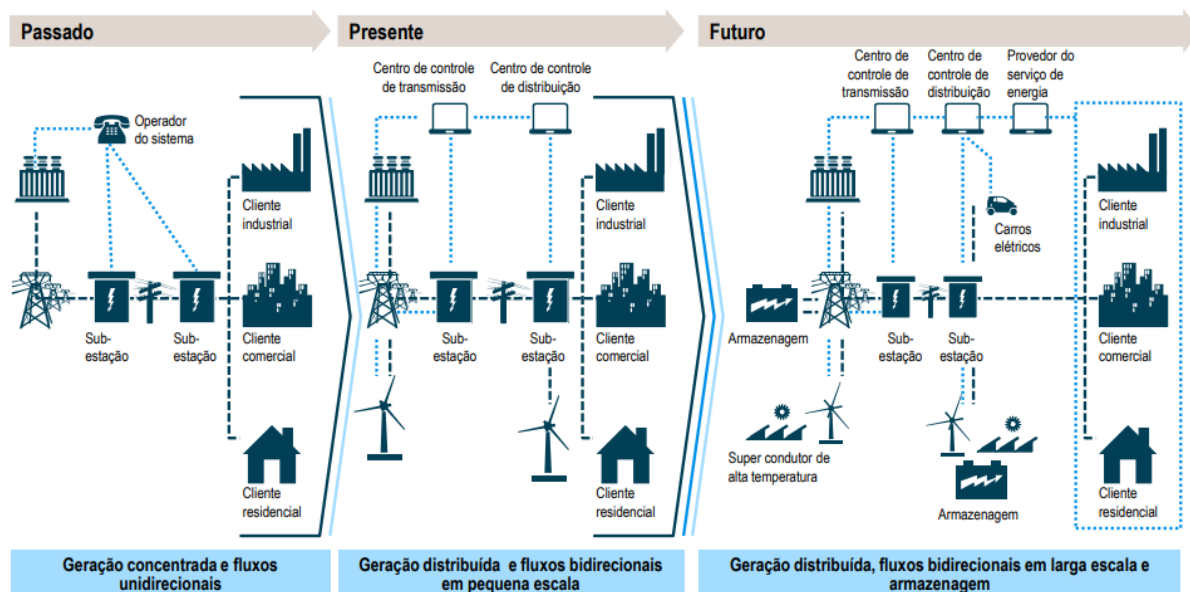 Passado
Operador
do sistema
Cliente
industrial
Sub-
estação
Sub-
estação
Cliente
comercial
Cliente
residencial
Geração concentrada e fluxos
unidirecionais
Presente
Centro de controle
de transmissão
Centro de controle
de distribuição
Cliente
industrial
Sub-
estação
Sub-
estação
Cliente
comercial
Cliente
residencial
Geração distribuída e fluxos bidirecionais
em pequena escala
Futuro
Centro de
controle de
transmissão
Centro de
controle de
distribuição
Provedor do
serviço de
energia
Carros
elétricos
Cliente
industrial
Armazenagem
Sub-
estação
Sub-
estação
Cliente
comercial
Super condutor de
alta temperatura
Armazenagem
Cliente
residencial
Geração distribuída, fluxos bidirecionais em larga escala e
armazenagem